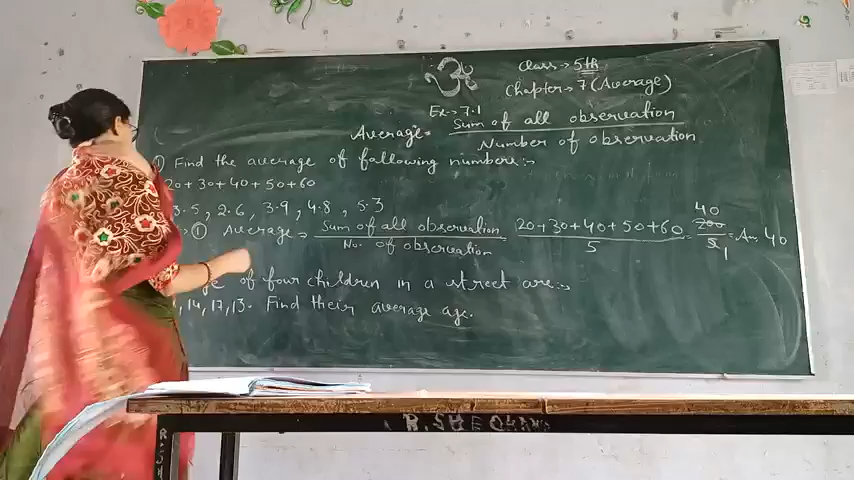 ॐ
Class → 5th
Chapter → 7 (Average)
Ex → 7.1
Average = Sum of all observation / Number of observation
① Find the average of following numbers:-
20+30+40+50+60
3.5, 2.6, 3.9, 4.8, 5.3
① Average → Sum of all observation / No. of observation = 20+30+40+50+60 / 5 = 200 / 5 = Ans. 40
40
1
of four children in a street are:-
, 14, 17, 13. Find their average age.